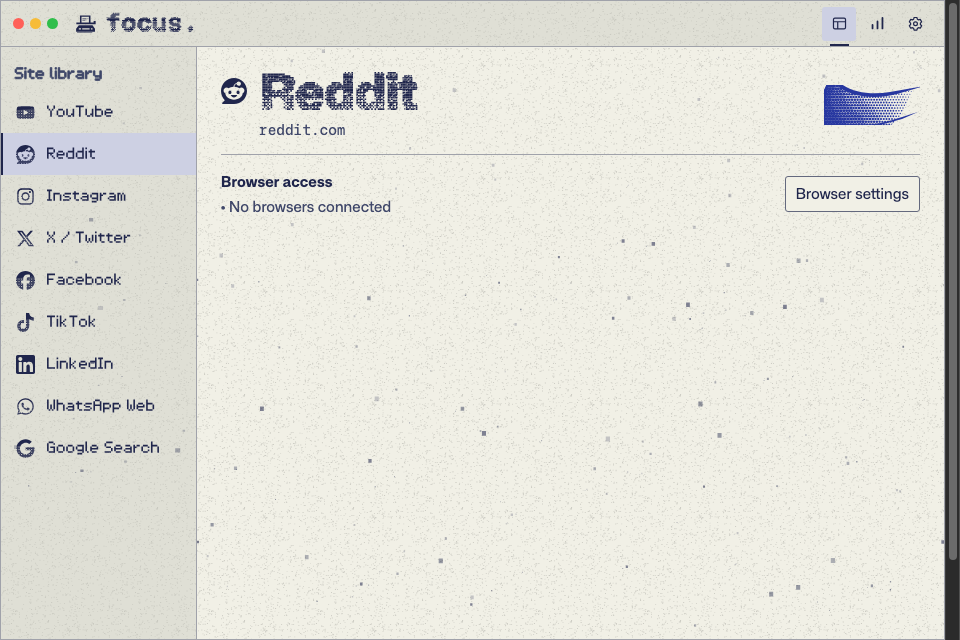 focus.
Site library
YouTube
Reddit
Instagram
X / Twitter
Facebook
TikTok
LinkedIn
WhatsApp Web
Google Search
Reddit
reddit.com
Browser access
• No browsers connected
Browser settings